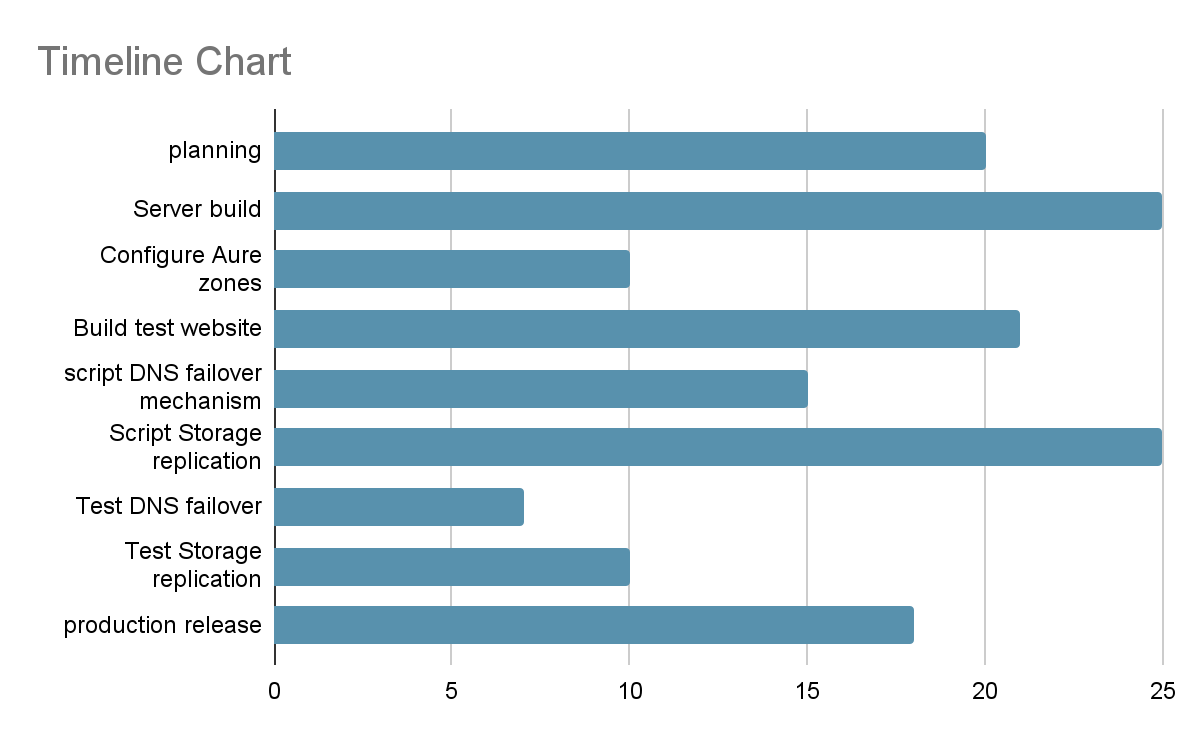 Timeline Chart
planning
Server build
Configure Aure
zones
Build test website
script DNS failover
mechanism
Script Storage
replication
Test DNS failover
Test Storage
replication
production release
0 5 10 15 20 25